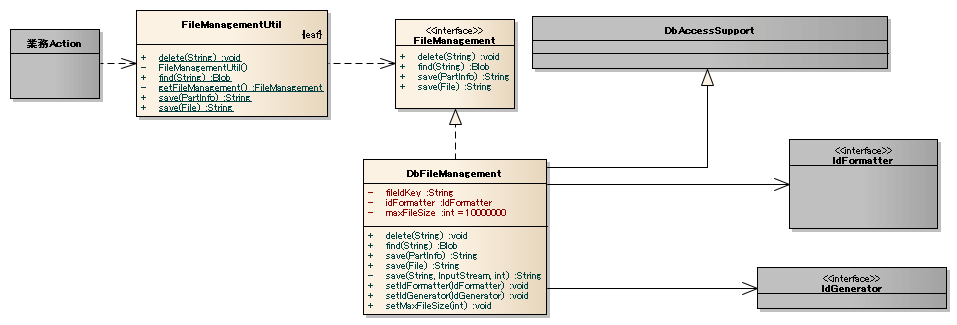 業務Action
FileManagementUtil
{leaf}
+ delete(String) :void
- FileManagementUtil()
+ find(String) :Blob
- getFileManagement() :FileManagement
+ save(PartInfo) :String
+ save(File) :String
<<interface>>
FileManagement
+ delete(String) :void
+ find(String) :Blob
+ save(PartInfo) :String
+ save(File) :String
DbAccessSupport
DbFileManagement
- fileIdKey :String
- idFormatter :IdFormatter
- maxFileSize :int = 10000000
+ delete(String) :void
+ find(String) :Blob
+ save(PartInfo) :String
+ save(File) :String
- save(String, InputStream, int) :String
+ setIdFormatter(IdFormatter) :void
+ setIdGenerator(IdGenerator) :void
+ setMaxFileSize(int) :void
<<interface>>
IdFormatter
<<interface>>
IdGenerator